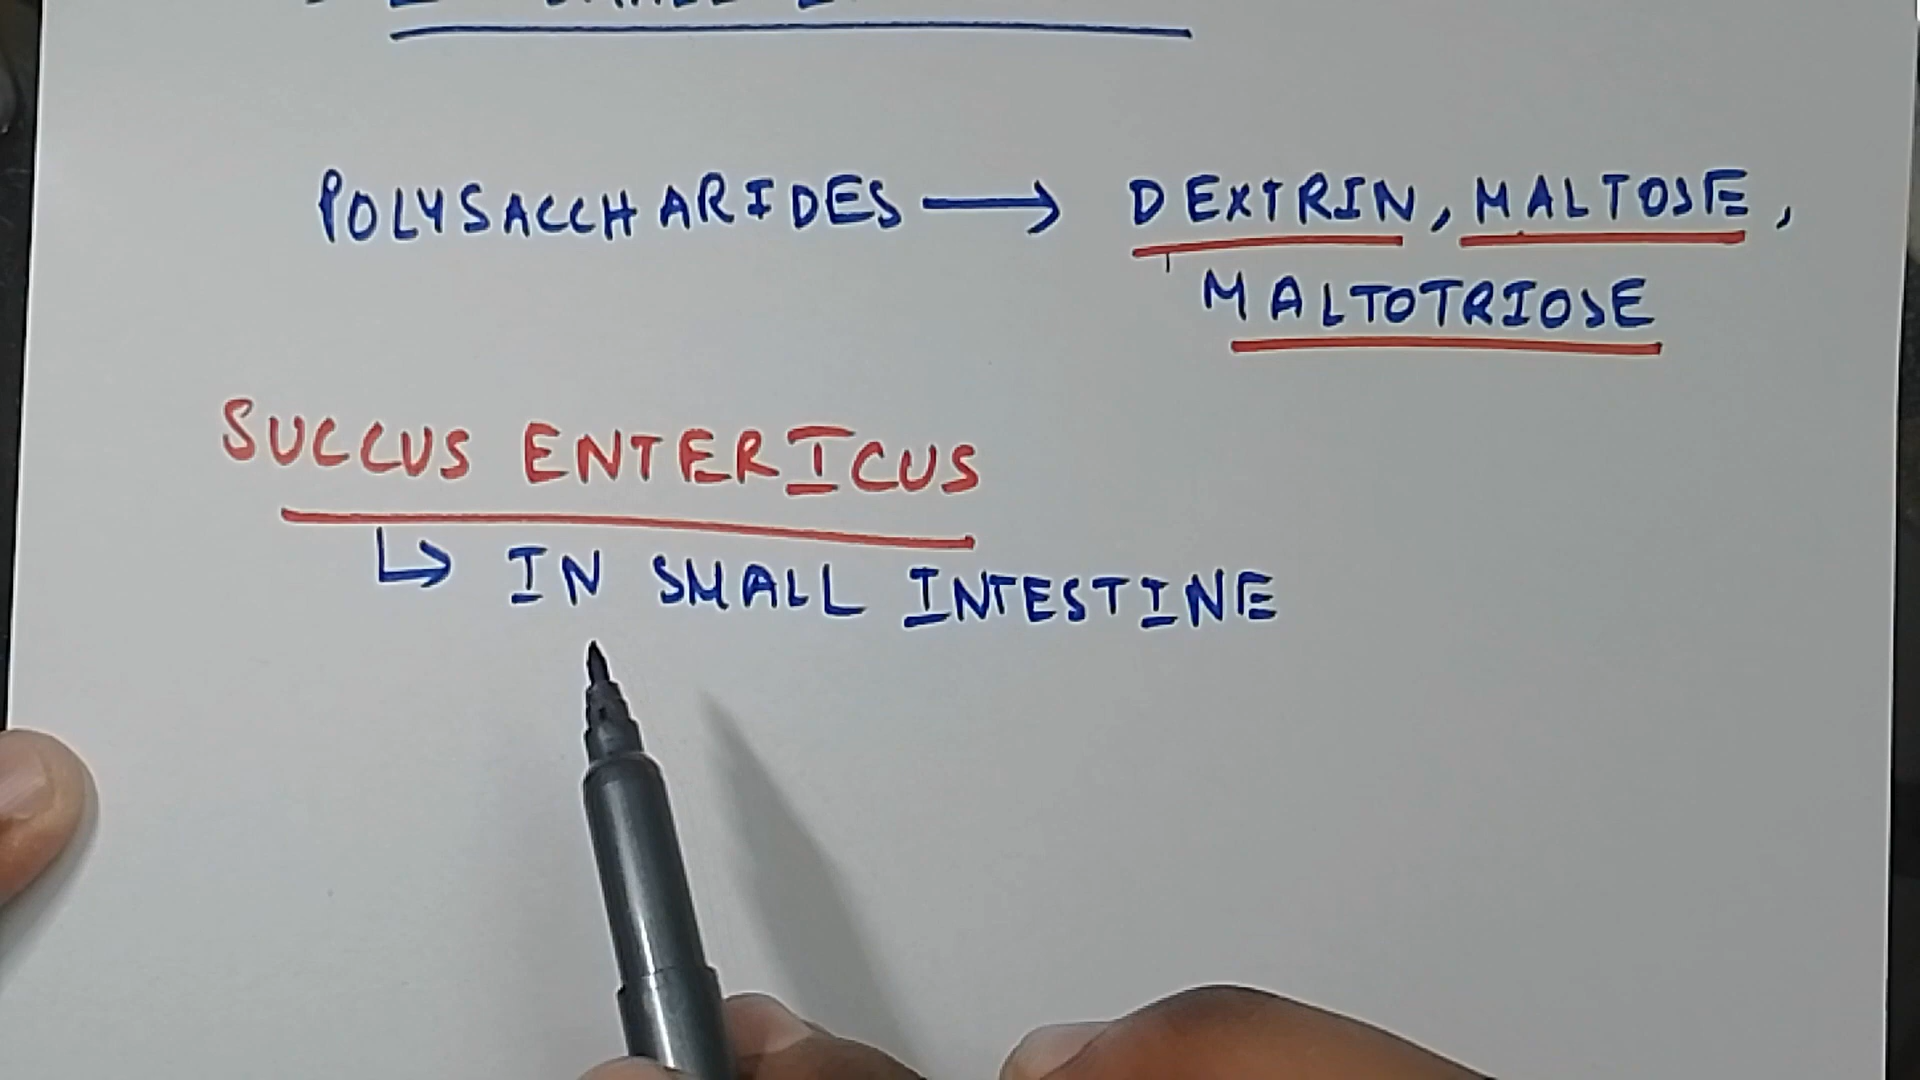 POLYSACCHARIDES → DEXTRIN, MALTOSE,
MALTOTRIOSE
SUCCUS ENTERICUS
↳ IN SMALL INTESTINE